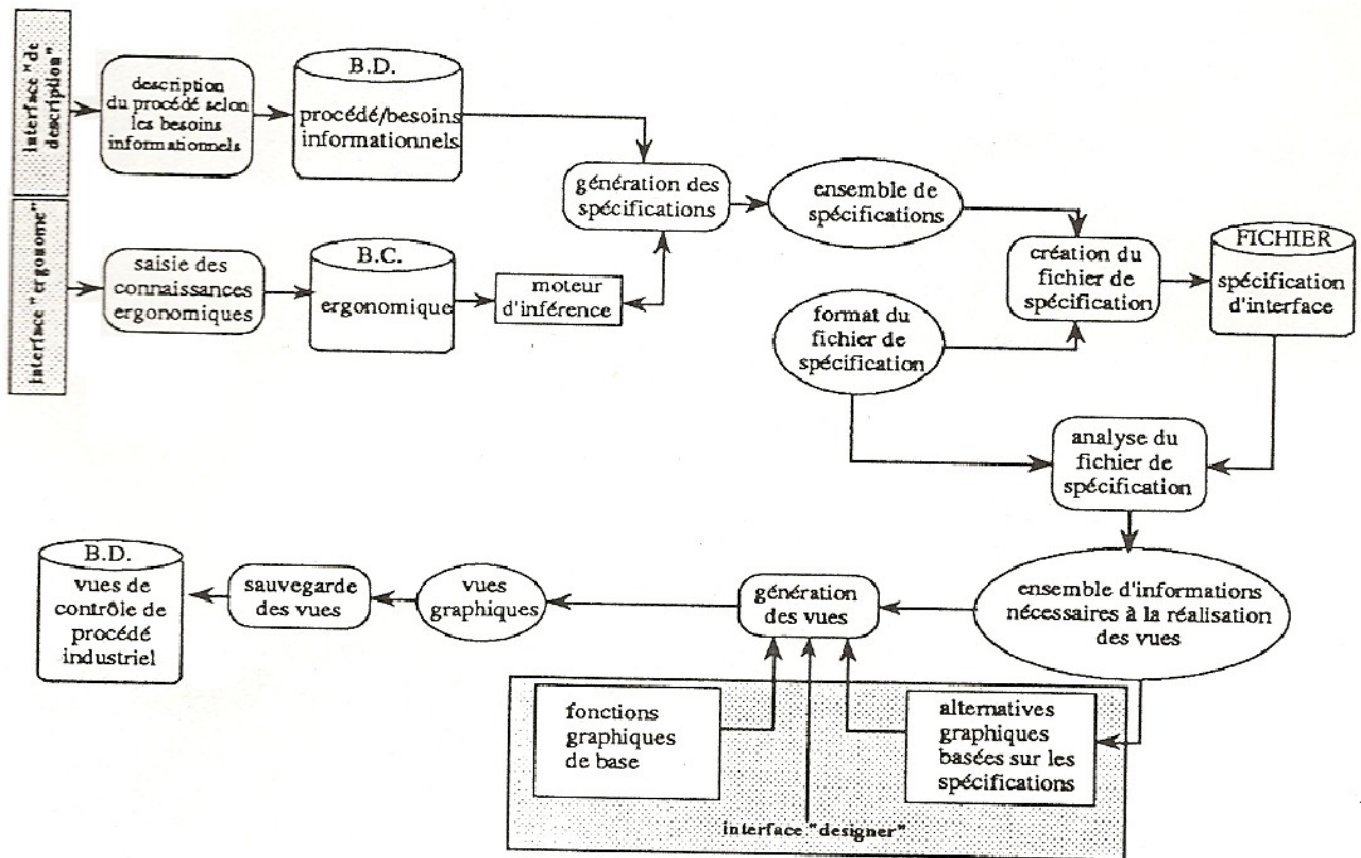 interface "de
description"
description
du procédé selon
les besoins
informationnels
B.D.
procédé/besoins
informationnels
génération des
spécifications
ensemble de
spécifications
interface "ergonome"
saisie des
connaissances
ergonomiques
B.C.
ergonomique
moteur
d'inférence
création du
fichier de
spécification
FICHIER
spécification
d'interface
format du
fichier de
spécification
analyse du
fichier de
spécification
B.D.
vues de
contrôle de
procédé
industriel
sauvegarde
des vues
vues
graphiques
génération
des vues
ensemble d'informations
nécessaires à la réalisation
des vues
fonctions
graphiques
de base
alternatives
graphiques
basées sur les
spécifications
interface "designer"